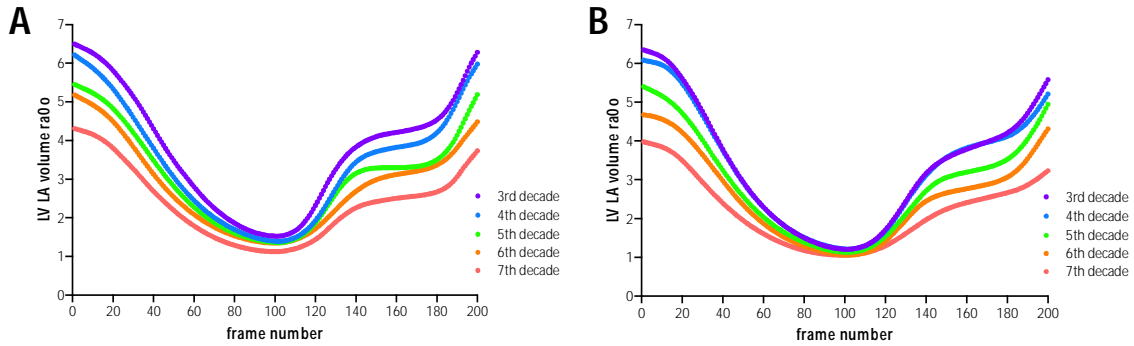 A
LV LA volume ra0o
7
6
5
4
3
2
1
0
0 20 40 60 80 100 120 140 160 180 200
frame number
3rd decade
4th decade
5th decade
6th decade
7th decade
B
LV LA volume ra0o
7
6
5
4
3
2
1
0
0 20 40 60 80 100 120 140 160 180 200
frame number
3rd decade
4th decade
5th decade
6th decade
7th decade